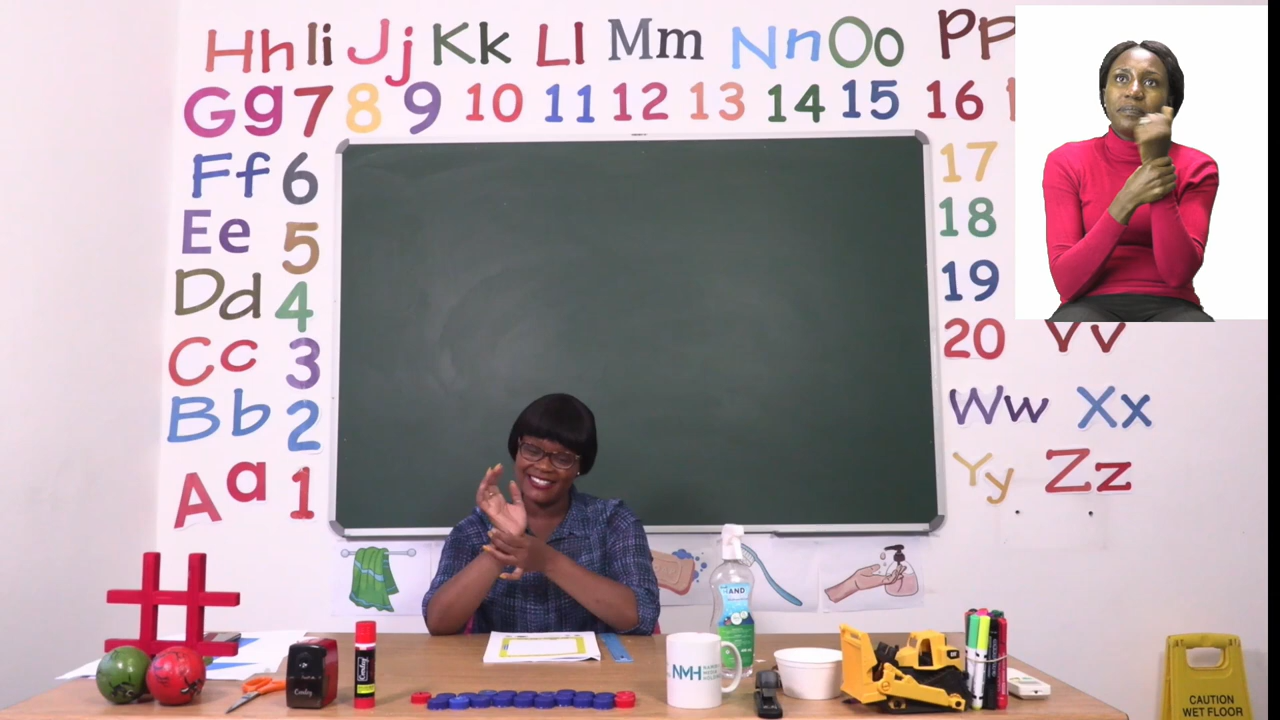 Hh Ii Jj Kk Ll Mm Nn Oo Pp
Gg 7 8 9 10 11 12 13 14 15 16
Ff 6 17
Ee 5 18
Dd 4 19
Cc 3 20 Vv
Bb 2 Ww Xx
Aa 1 Yy Zz
HAND
NMH
CAT
CAUTION
WET FLOOR